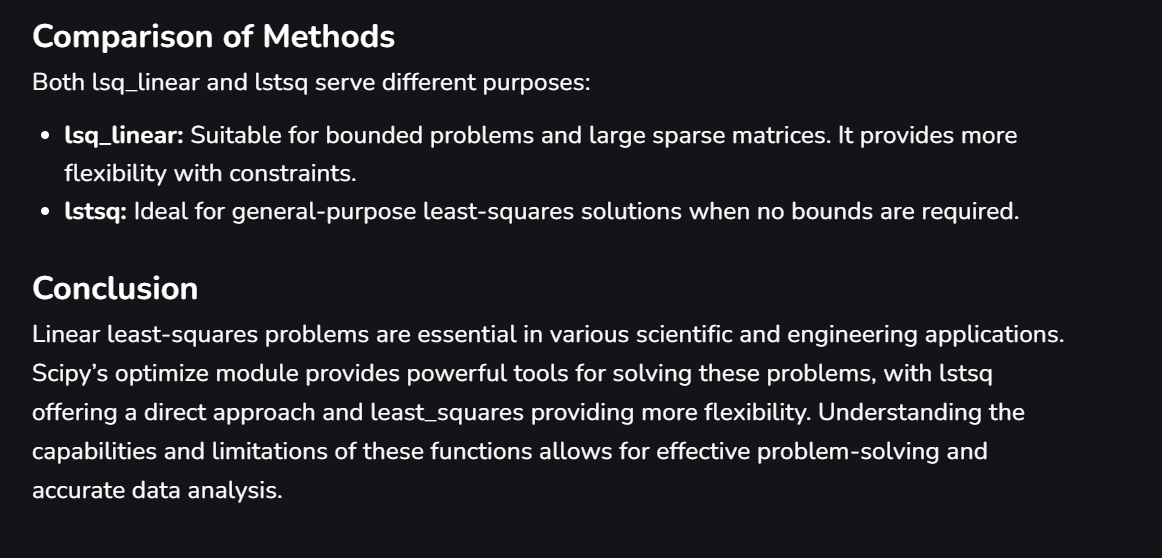 Comparison of Methods
Both lsq_linear and lstsq serve different purposes:
• lsq_linear: Suitable for bounded problems and large sparse matrices. It provides more
flexibility with constraints.
• lstsq: Ideal for general-purpose least-squares solutions when no bounds are required.
Conclusion
Linear least-squares problems are essential in various scientific and engineering applications.
Scipy’s optimize module provides powerful tools for solving these problems, with lstsq
offering a direct approach and least_squares providing more flexibility. Understanding the
capabilities and limitations of these functions allows for effective problem-solving and
accurate data analysis.